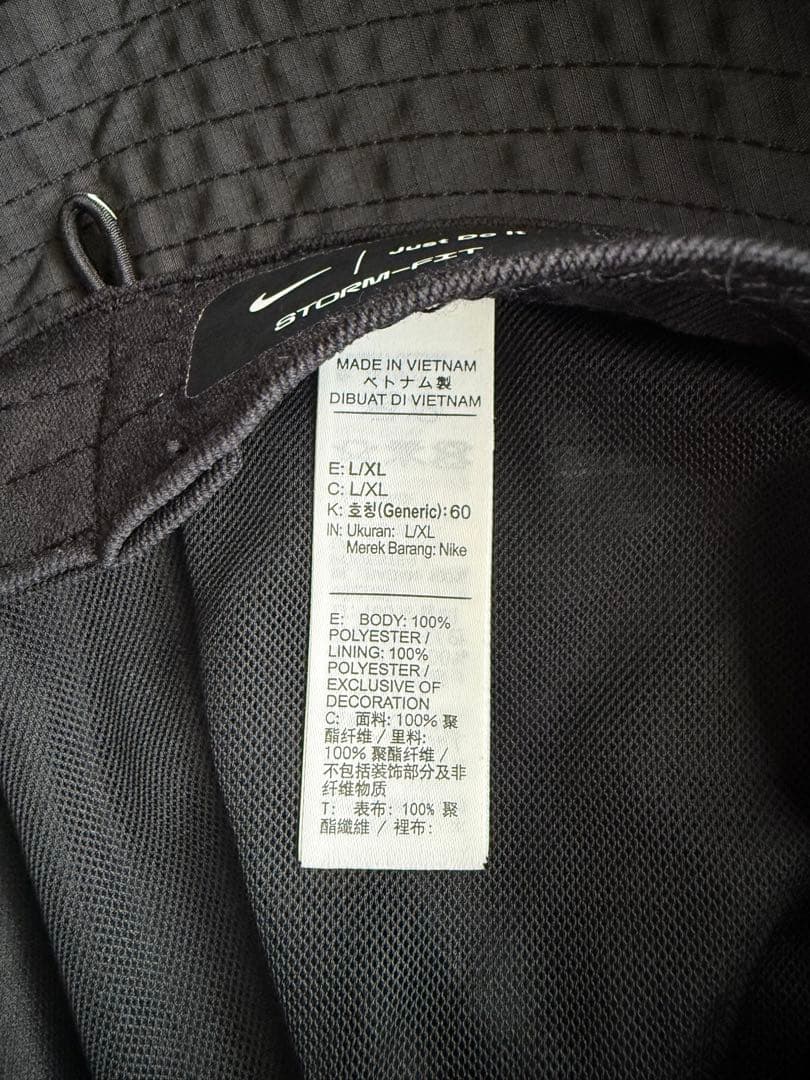 Just Do It
STORM-FIT
MADE IN VIETNAM
ベトナム製
DIBUAT DI VIETNAM
E: L/XL
C: L/XL
K: 호칭(Generic): 60
IN: Ukuran: L/XL
Merek Barang: Nike
E: BODY: 100%
POLYESTER /
LINING: 100%
POLYESTER /
EXCLUSIVE OF
DECORATION
C: 面料: 100% 聚
酯纤维 / 里料:
100% 聚酯纤维 /
不包括装饰部分及非
纤维物质
T: 表布: 100% 聚
酯纖維 / 裡布: